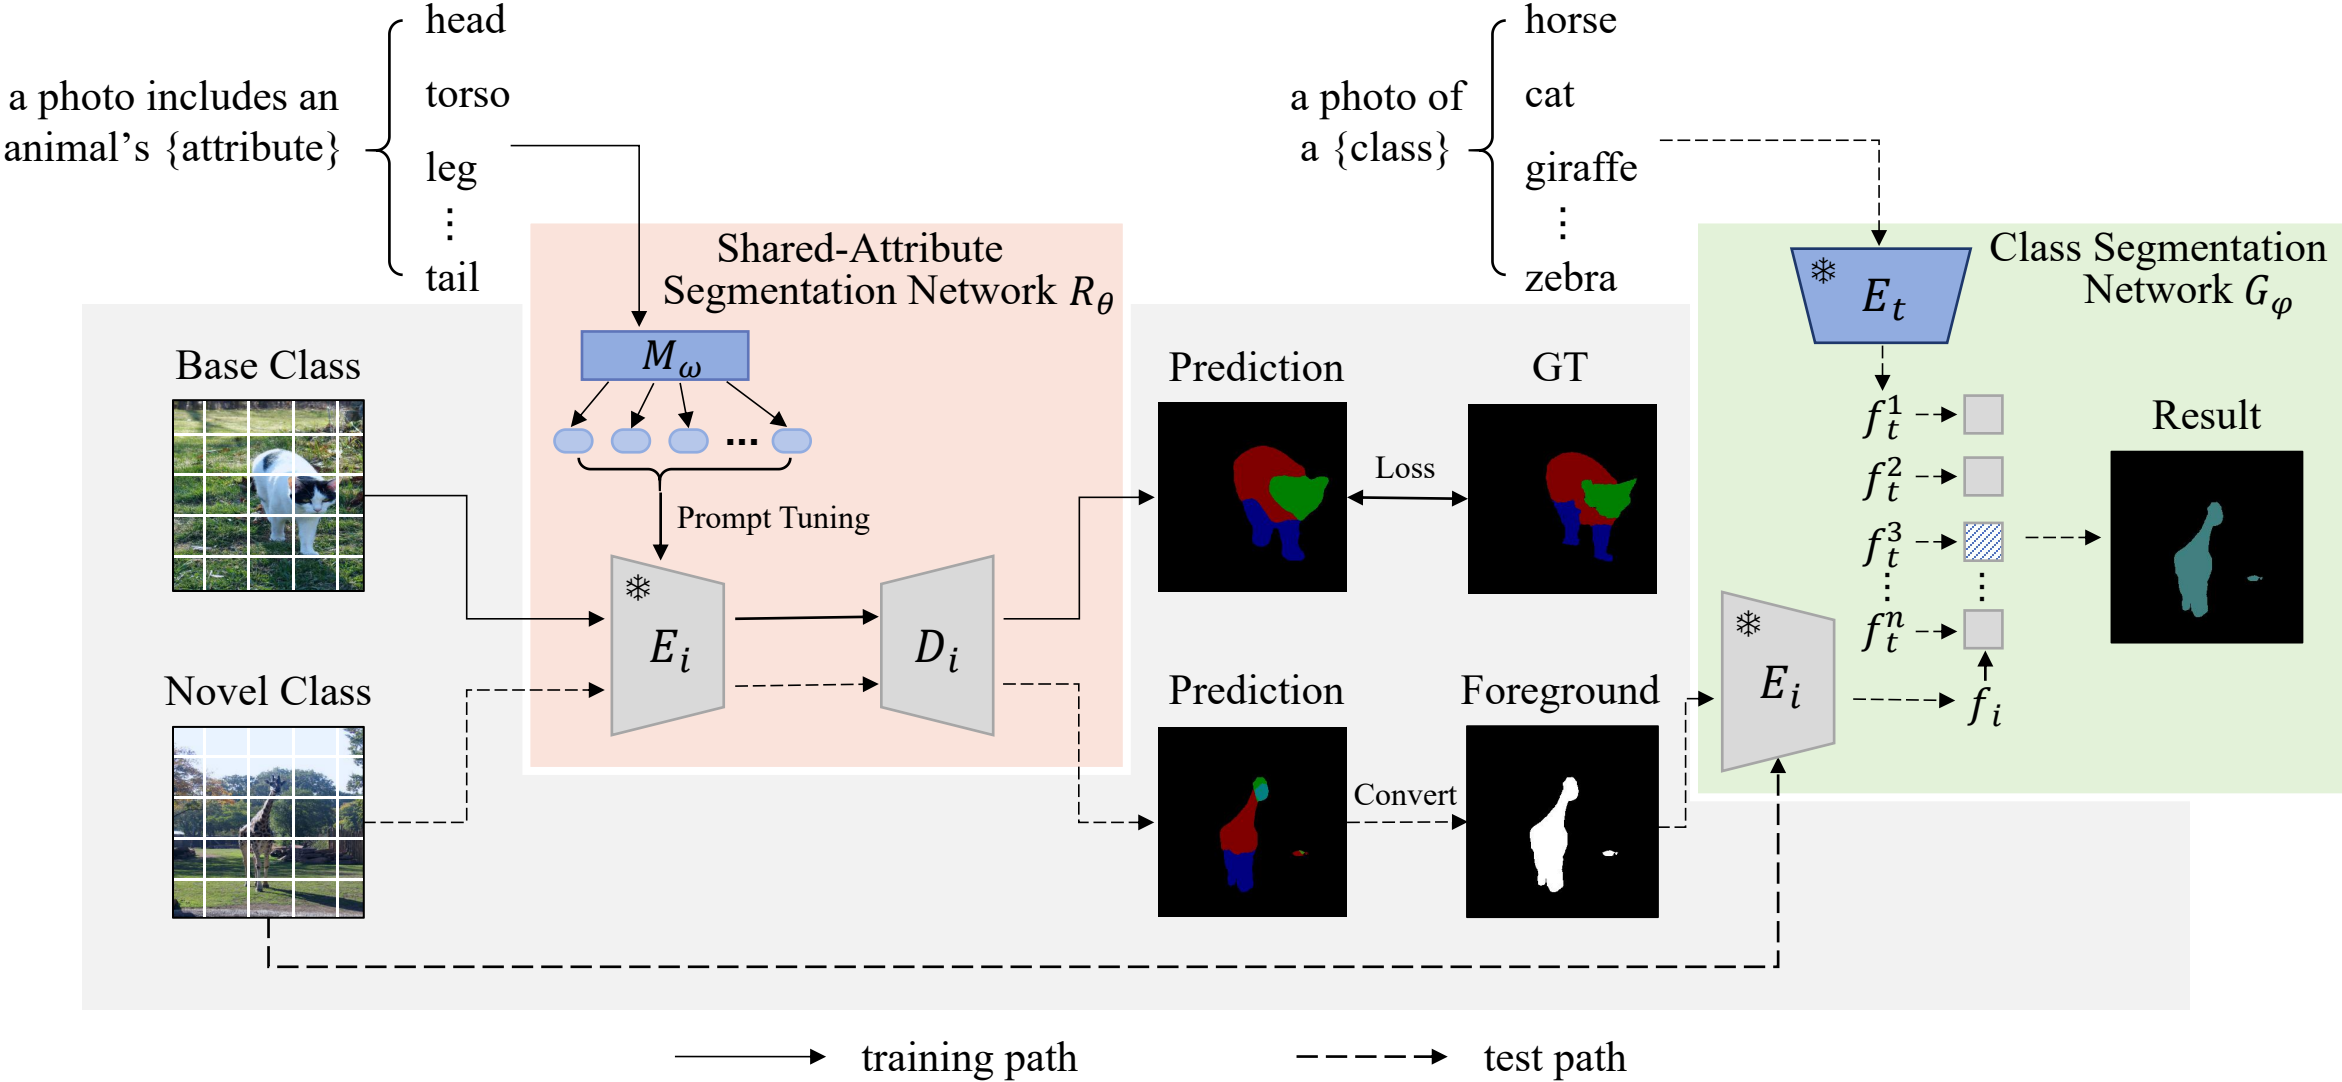 a photo includes an
animal’s {attribute}
head
torso
leg
⋮
tail
a photo of
a {class}
horse
cat
giraffe
⋮
zebra
Shared-Attribute
Segmentation Network R_θ
M_ω
...
Prompt Tuning
E_i
D_i
Base Class
Novel Class
Prediction
Loss
GT
Prediction
Convert
Foreground
Class Segmentation
Network G_φ
E_t
f_t^1
f_t^2
f_t^3
⋮ ⋮
f_t^n
E_i
f_i
Result
training path
test path